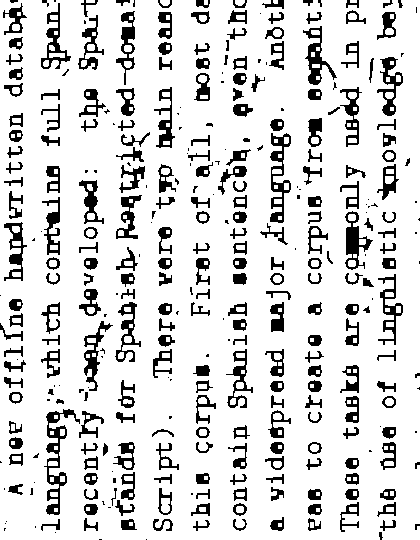 A new offline handwritten databa
language, which contains full Span
recently been developed: the Spart
stands for Spanish Restricted-domai
Script). There were two main reaso
this corpus. First of all, most da
contain Spanish sentences, even tho
a widespread major language. Anoth
was to create a corpus from semanti
These tasks are commonly used in pr
the use of linguistic knowledge bey